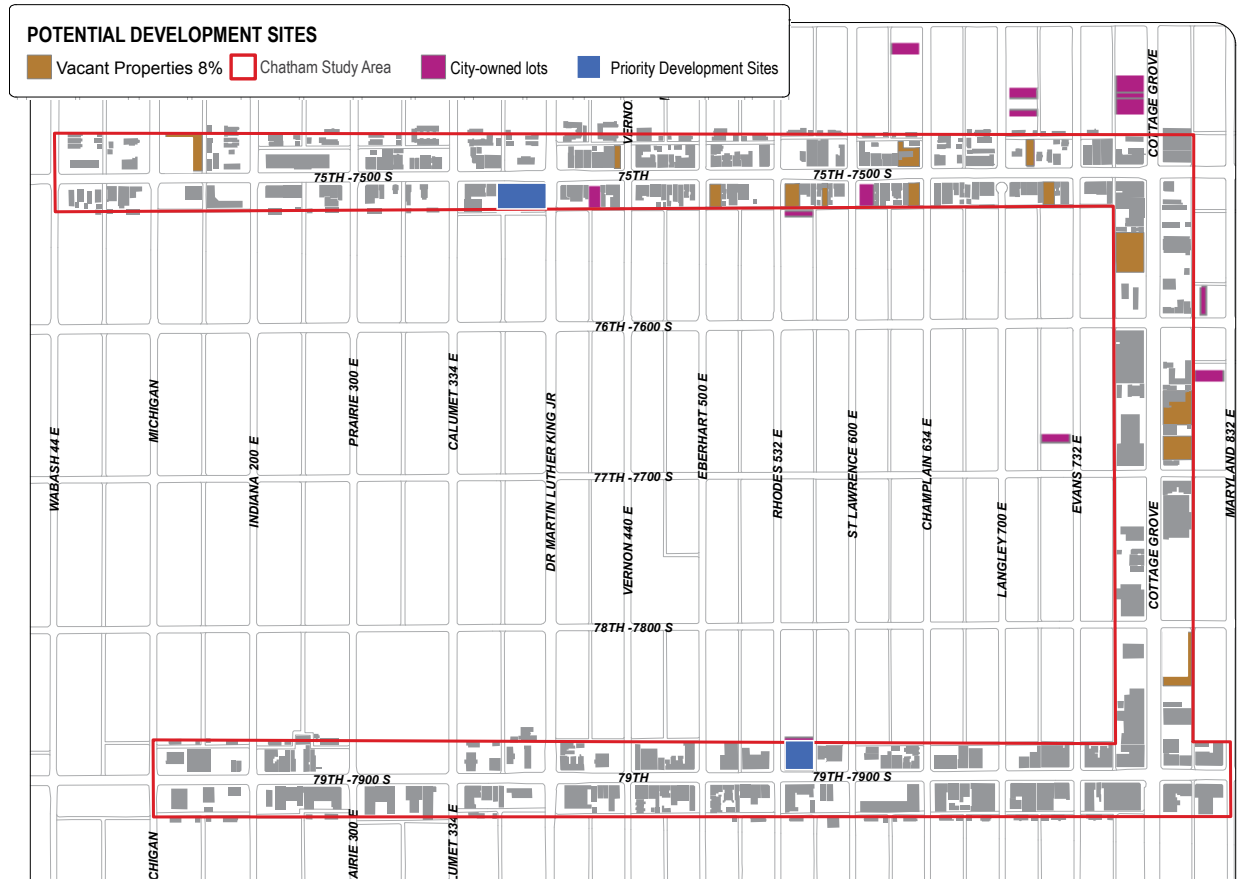 POTENTIAL DEVELOPMENT SITES
Vacant Properties 8% Chatham Study Area City-owned lots Priority Development Sites
VERNO
COTTAGE GROVE
75TH -7500 S 75TH 75TH -7500 S
76TH -7600 S
WABASH 44 E
MICHIGAN
INDIANA 200 E
PRAIRIE 300 E
CALUMET 334 E
DR MARTIN LUTHER KING JR
VERNON 440 E
EBERHART 500 E
RHODES 532 E
ST LAWRENCE 600 E
CHAMPLAIN 634 E
LANGLEY 700 E
EVANS 732 E
COTTAGE GROVE
MARYLAND 832 E
77TH -7700 S
78TH -7800 S
79TH -7900 S 79TH 79TH -7900 S
CHIGAN
AIRIE 300 E
LUMET 334 E